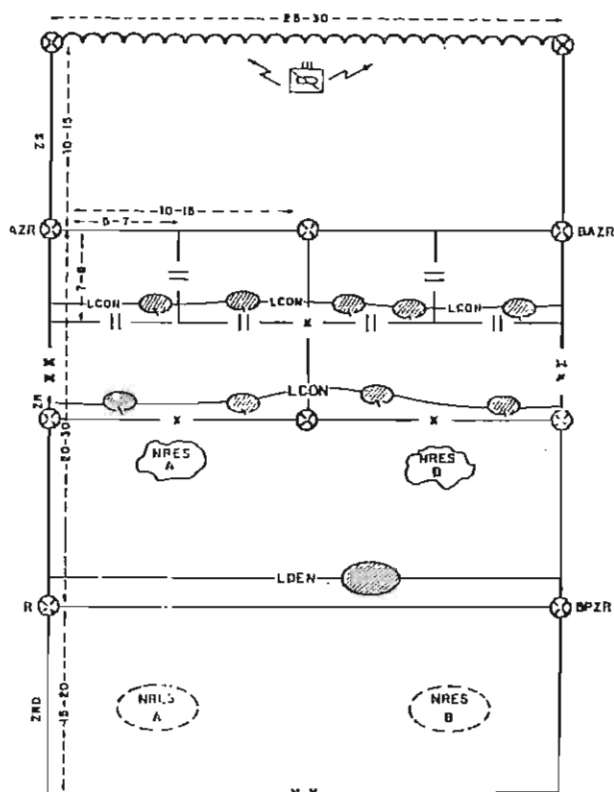 25-30
ZS
10-15
10-15
5-7
AZR
BAZR
7-8
LCON
LCON
LCON
||
||
||
||
x
x
x
LCON
ZR
20-30
x
x
NRES
A
NRES
B
LDEN
R
BPZR
ZRD
15-20
NRES
A
NRES
B